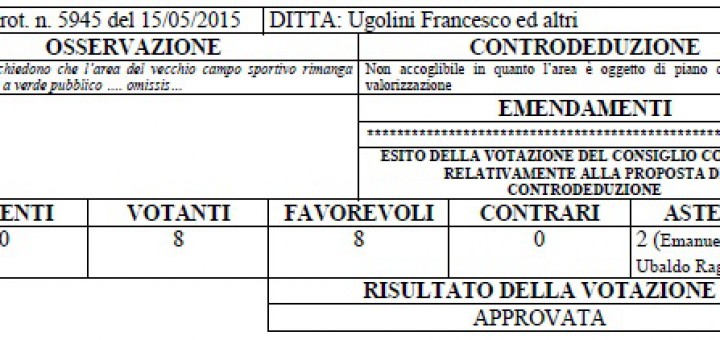 rot. n. 5945 del 15/05/2015 DITTA: Ugolini Francesco ed altri
OSSERVAZIONE CONTRODEDUZIONE
chiedono che l'area del vecchio campo sportivo rimanga
a verde pubblico .... omissis…
Non accoglibile in quanto l'area è oggetto di piano
valorizzazione
EMENDAMENTI
**************************************************
ESITO DELLA VOTAZIONE DEL CONSIGLIO CO
RELATIVAMENTE ALLA PROPOSTA D
CONTRODEDUZIONE
ENTI VOTANTI FAVOREVOLI CONTRARI ASTE
0 8 8 0 2 (Emanue
Ubaldo Rag
RISULTATO DELLA VOTAZIONE
APPROVATA